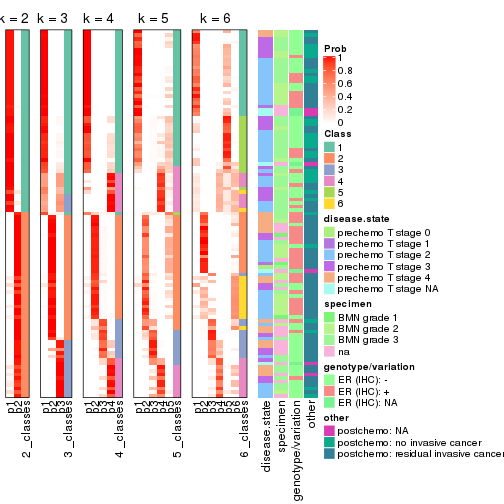 k = 2
k = 3
k = 4
k = 5
k = 6
p1
p2
2_classes
p1
p2
p3
3_classes
p1
p2
p3
p4
4_classes
p1
p2
p3
p4
p5
5_classes
p1
p2
p3
p4
p5
p6
6_classes
disease.state
specimen
genotype/variation
other
Prob
1
0.8
0.6
0.4
0.2
0
Class
1
2
3
4
5
6
disease.state
prechemo T stage 0
prechemo T stage 1
prechemo T stage 2
prechemo T stage 3
prechemo T stage 4
prechemo T stage NA
specimen
BMN grade 1
BMN grade 2
BMN grade 3
na
genotype/variation
ER (IHC): -
ER (IHC): +
ER (IHC): NA
other
postchemo: NA
postchemo: no invasive cancer
postchemo: residual invasive cancer